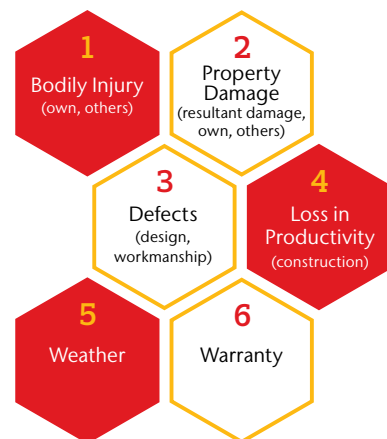 1
Bodily Injury
(own, others)
2
Property
Damage
(resultant damage,
own, others)
3
Defects
(design,
workmanship)
4
Loss in
Productivity
(construction)
5
Weather
6
Warranty